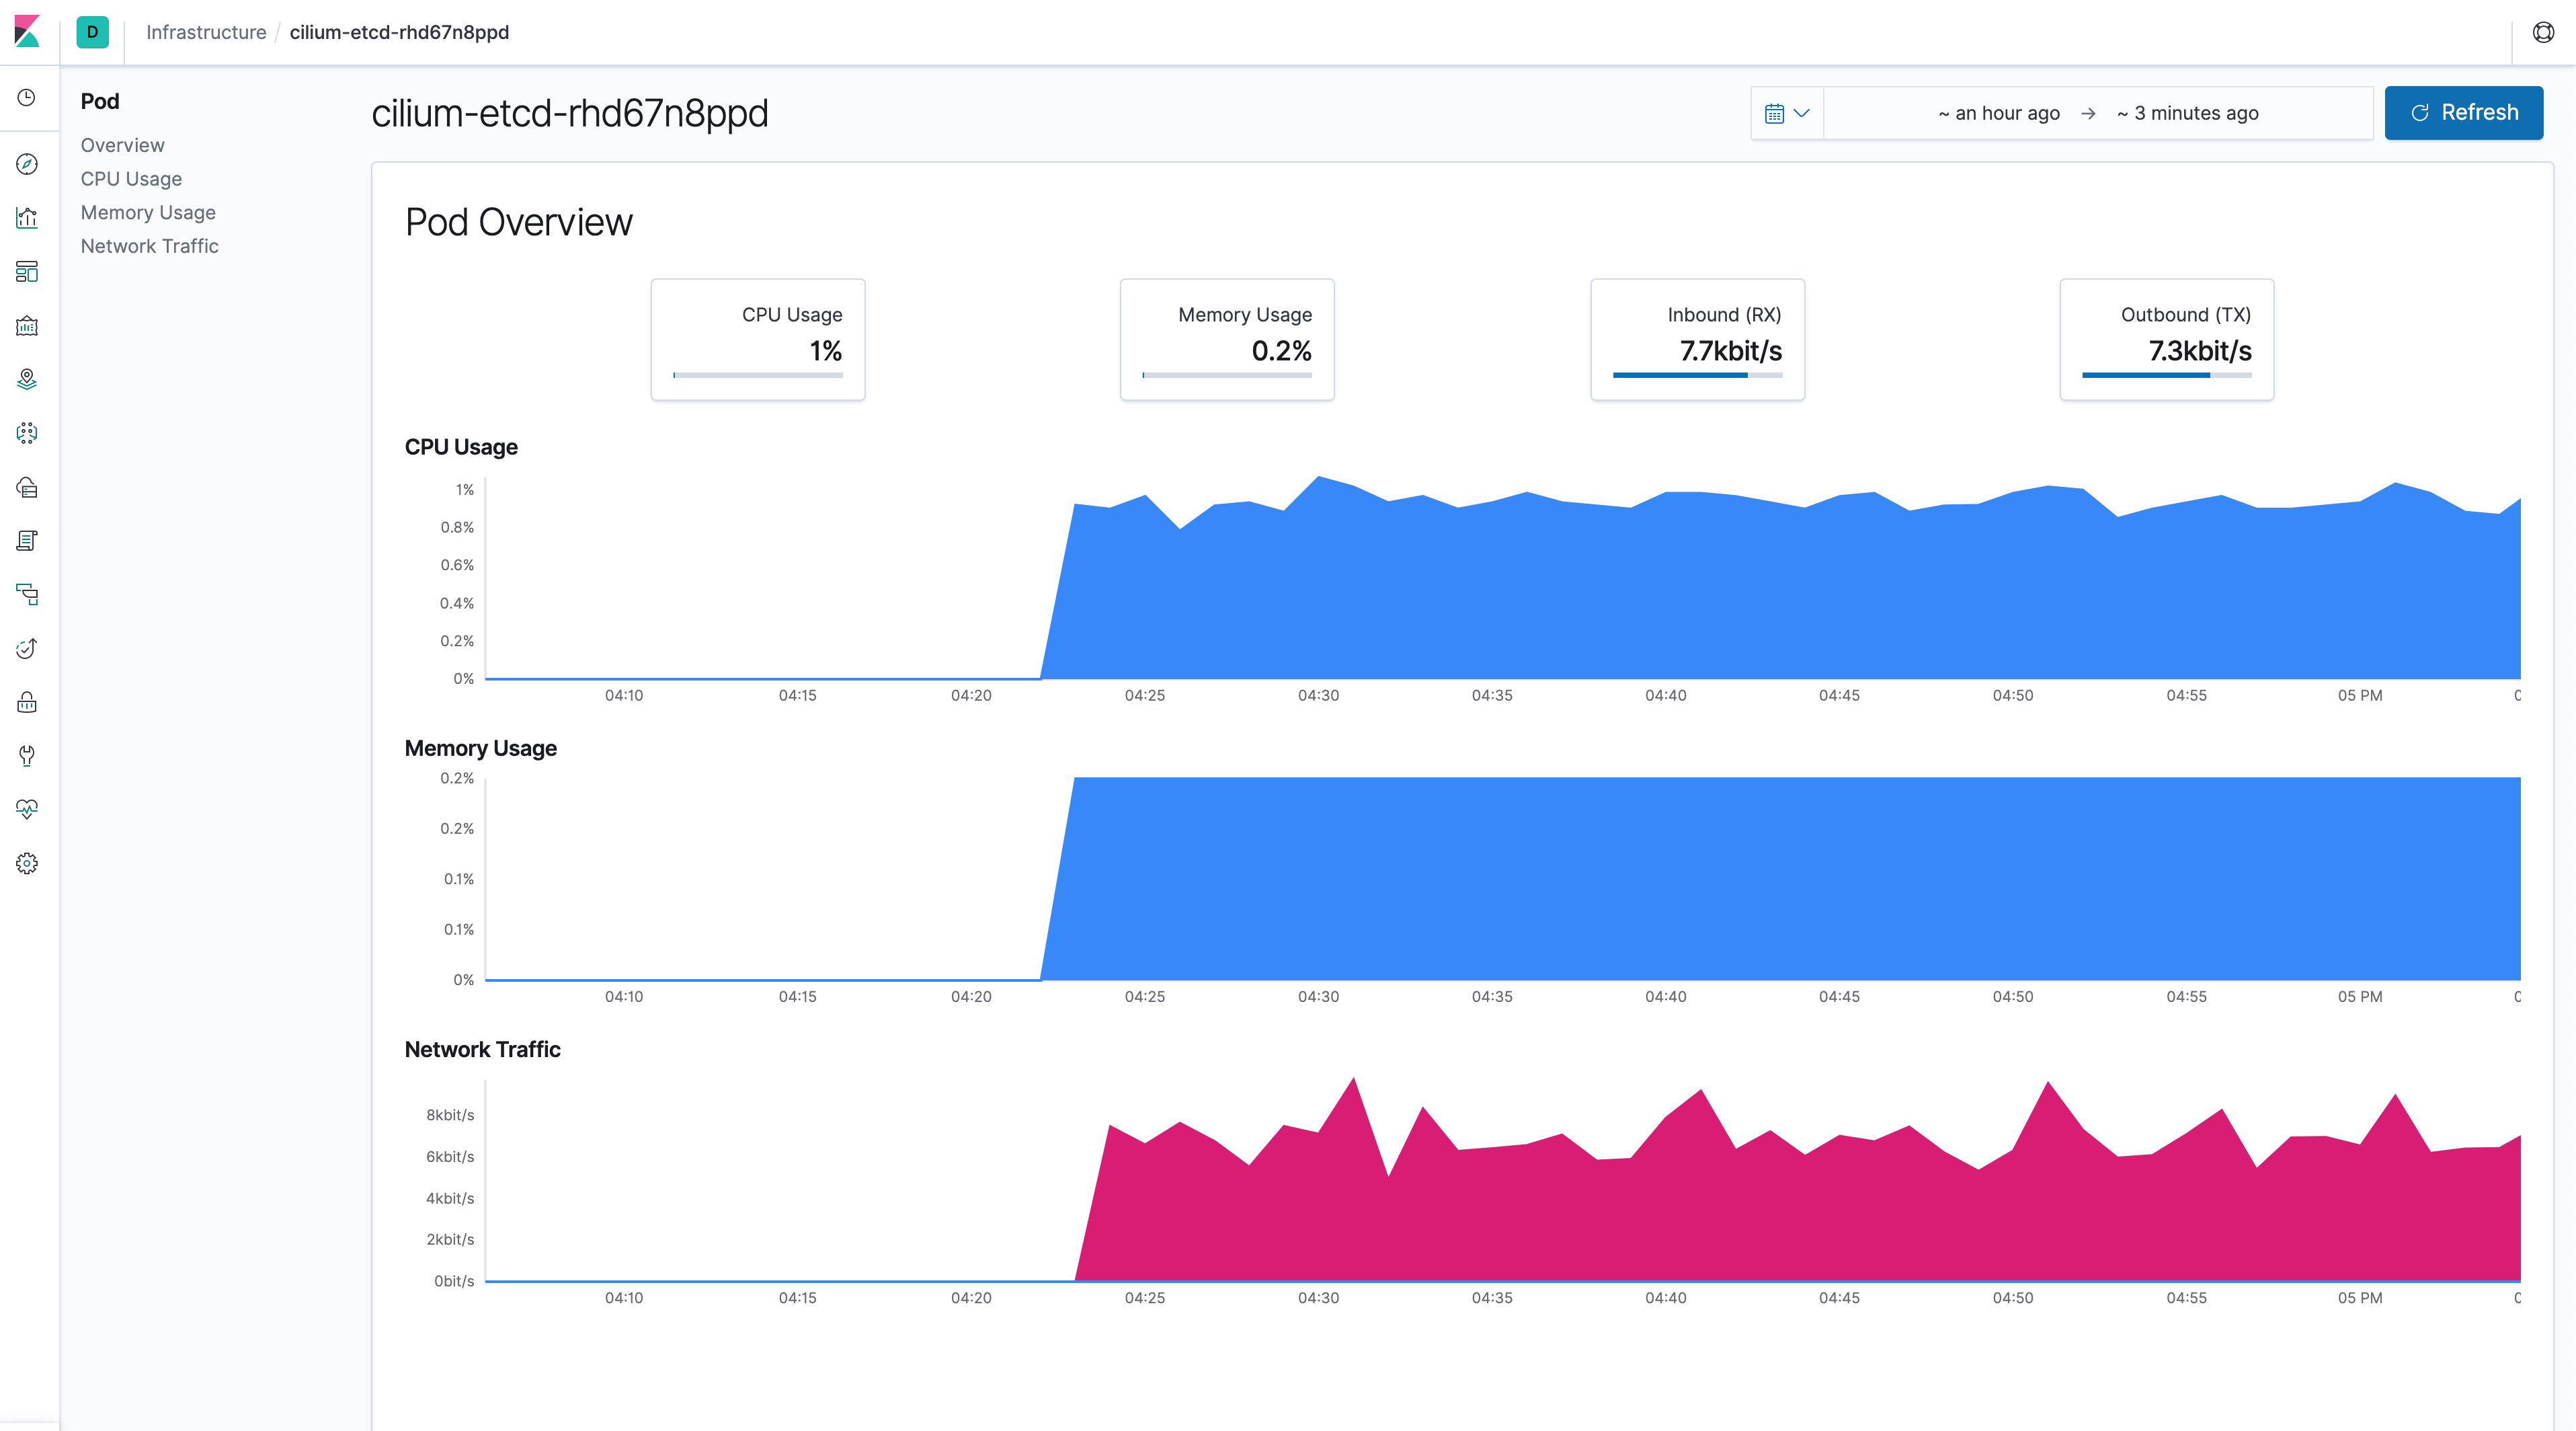 D Infrastructure / cilium-etcd-rhd67n8ppd
Pod
Overview
CPU Usage
Memory Usage
Network Traffic
cilium-etcd-rhd67n8ppd
~ an hour ago → ~ 3 minutes ago
Refresh
Pod Overview
CPU Usage
1%
Memory Usage
0.2%
Inbound (RX)
7.7kbit/s
Outbound (TX)
7.3kbit/s
CPU Usage
1%
0.8%
0.6%
0.4%
0.2%
0%
04:10 04:15 04:20 04:25 04:30 04:35 04:40 04:45 04:50 04:55 05 PM
Memory Usage
0.2%
0.2%
0.1%
0.1%
0%
04:10 04:15 04:20 04:25 04:30 04:35 04:40 04:45 04:50 04:55 05 PM
Network Traffic
8kbit/s
6kbit/s
4kbit/s
2kbit/s
0bit/s
04:10 04:15 04:20 04:25 04:30 04:35 04:40 04:45 04:50 04:55 05 PM